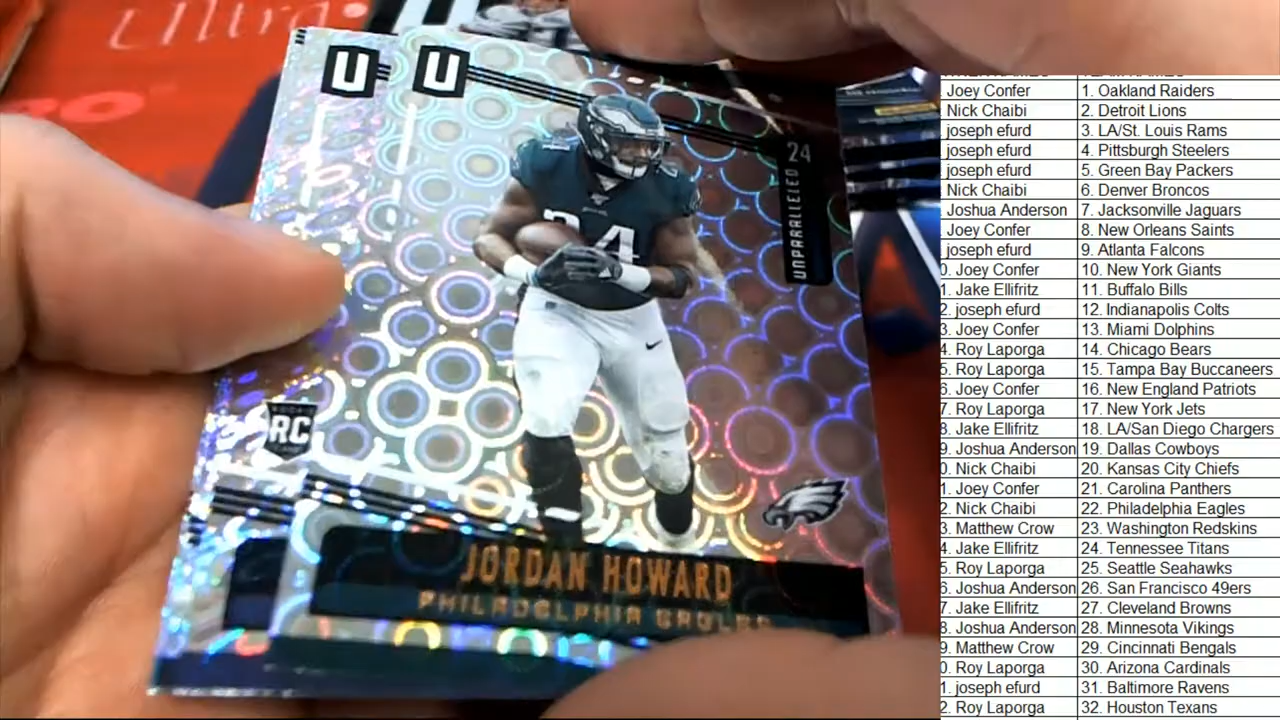 Ultra
U U
24
UNPARALLELED
24
ROOKIE
RC
JORDAN HOWARD
PHILADELPHIA EAGLES
Joey Confer 1. Oakland Raiders
Nick Chaibi 2. Detroit Lions
joseph efurd 3. LA/St. Louis Rams
joseph efurd 4. Pittsburgh Steelers
joseph efurd 5. Green Bay Packers
Nick Chaibi 6. Denver Broncos
Joshua Anderson 7. Jacksonville Jaguars
Joey Confer 8. New Orleans Saints
joseph efurd 9. Atlanta Falcons
0. Joey Confer 10. New York Giants
1. Jake Ellifritz 11. Buffalo Bills
2. joseph efurd 12. Indianapolis Colts
3. Joey Confer 13. Miami Dolphins
4. Roy Laporga 14. Chicago Bears
5. Roy Laporga 15. Tampa Bay Buccaneers
6. Joey Confer 16. New England Patriots
7. Roy Laporga 17. New York Jets
8. Jake Ellifritz 18. LA/San Diego Chargers
9. Joshua Anderson 19. Dallas Cowboys
0. Nick Chaibi 20. Kansas City Chiefs
1. Joey Confer 21. Carolina Panthers
2. Nick Chaibi 22. Philadelphia Eagles
3. Matthew Crow 23. Washington Redskins
4. Jake Ellifritz 24. Tennessee Titans
5. Roy Laporga 25. Seattle Seahawks
6. Joshua Anderson 26. San Francisco 49ers
7. Jake Ellifritz 27. Cleveland Browns
8. Joshua Anderson 28. Minnesota Vikings
9. Matthew Crow 29. Cincinnati Bengals
0. Roy Laporga 30. Arizona Cardinals
1. joseph efurd 31. Baltimore Ravens
2. Roy Laporga 32. Houston Texans